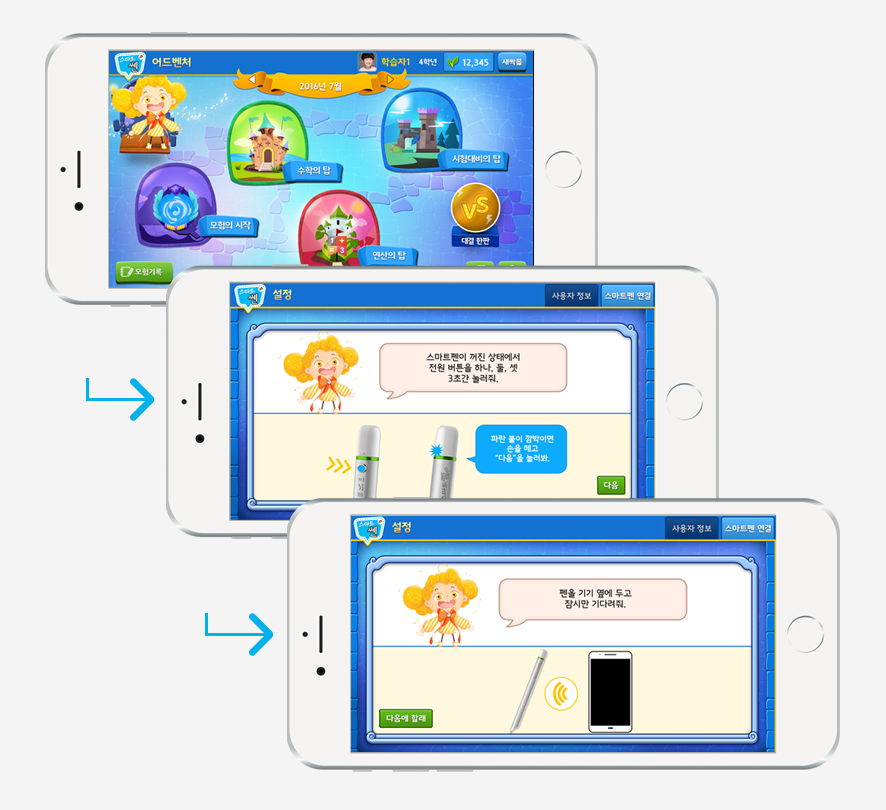 스마트
쎈
어드벤처
학습자1
4학년
12,345
새싹몰
2016년 7월
수학의 탑
시험대비의 탑
모험의 시작
VS
대결 한판
연산의 탑
모험기록
스마트
쎈
설정
사용자 정보
스마트펜 연결
스마트펜이 꺼진 상태에서
전원 버튼을 하나, 둘, 셋
3초간 눌러줘.
파란 불이 깜박이면
손을 떼고
"다음"을 눌러봐.
다음
스마트
쎈
설정
사용자 정보
스마트펜 연결
펜을 기기 옆에 두고
잠시만 기다려줘.
다음에 할래